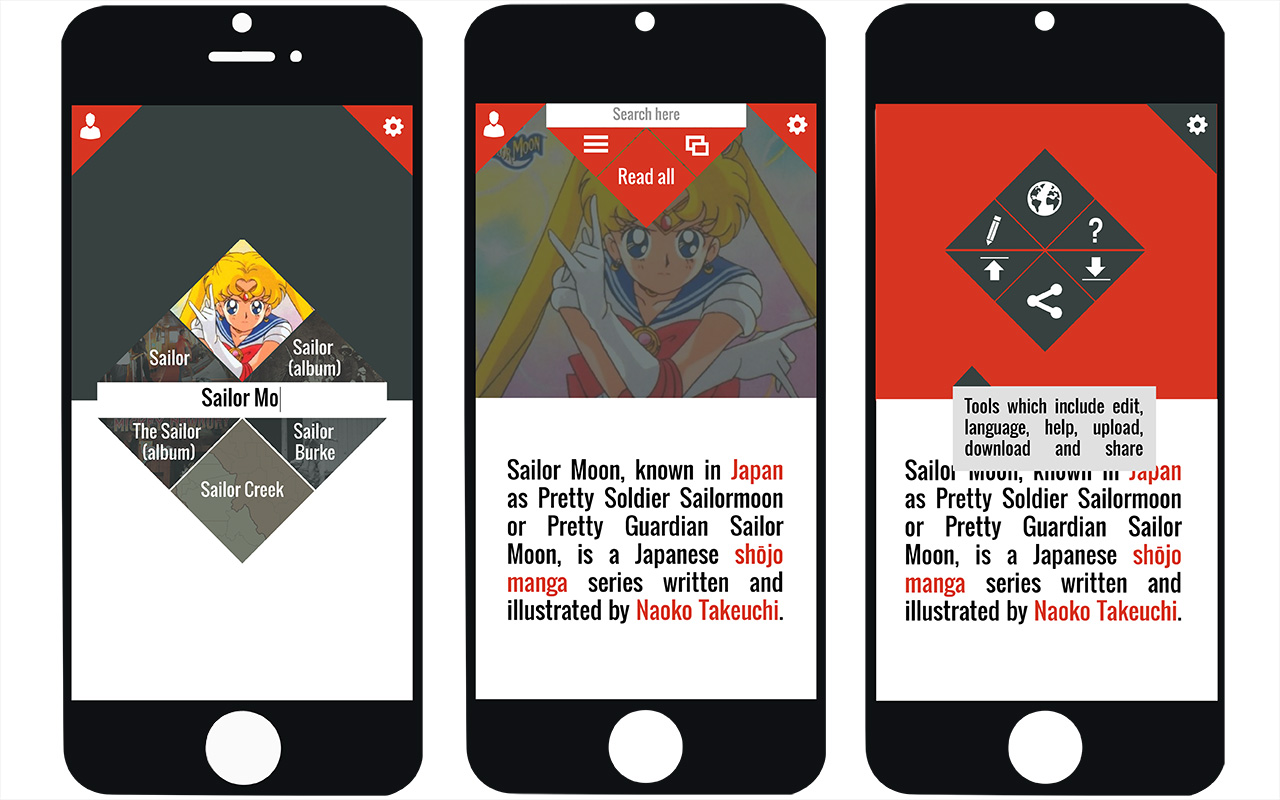 Sailor
Sailor
(album)
Sailor Mo
The Sailor
(album)
Sailor
Burke
Sailor Creek
Search here
MOON
Read all
Sailor Moon, known in Japan
as Pretty Soldier Sailormoon
or Pretty Guardian Sailor
Moon, is a Japanese shōjo
manga series written and
illustrated by Naoko Takeuchi.
?
Tools which include edit,
language, help, upload,
download and share
Sailor Moon, known in Japan
as Pretty Soldier Sailormoon
or Pretty Guardian Sailor
Moon, is a Japanese shōjo
manga series written and
illustrated by Naoko Takeuchi.